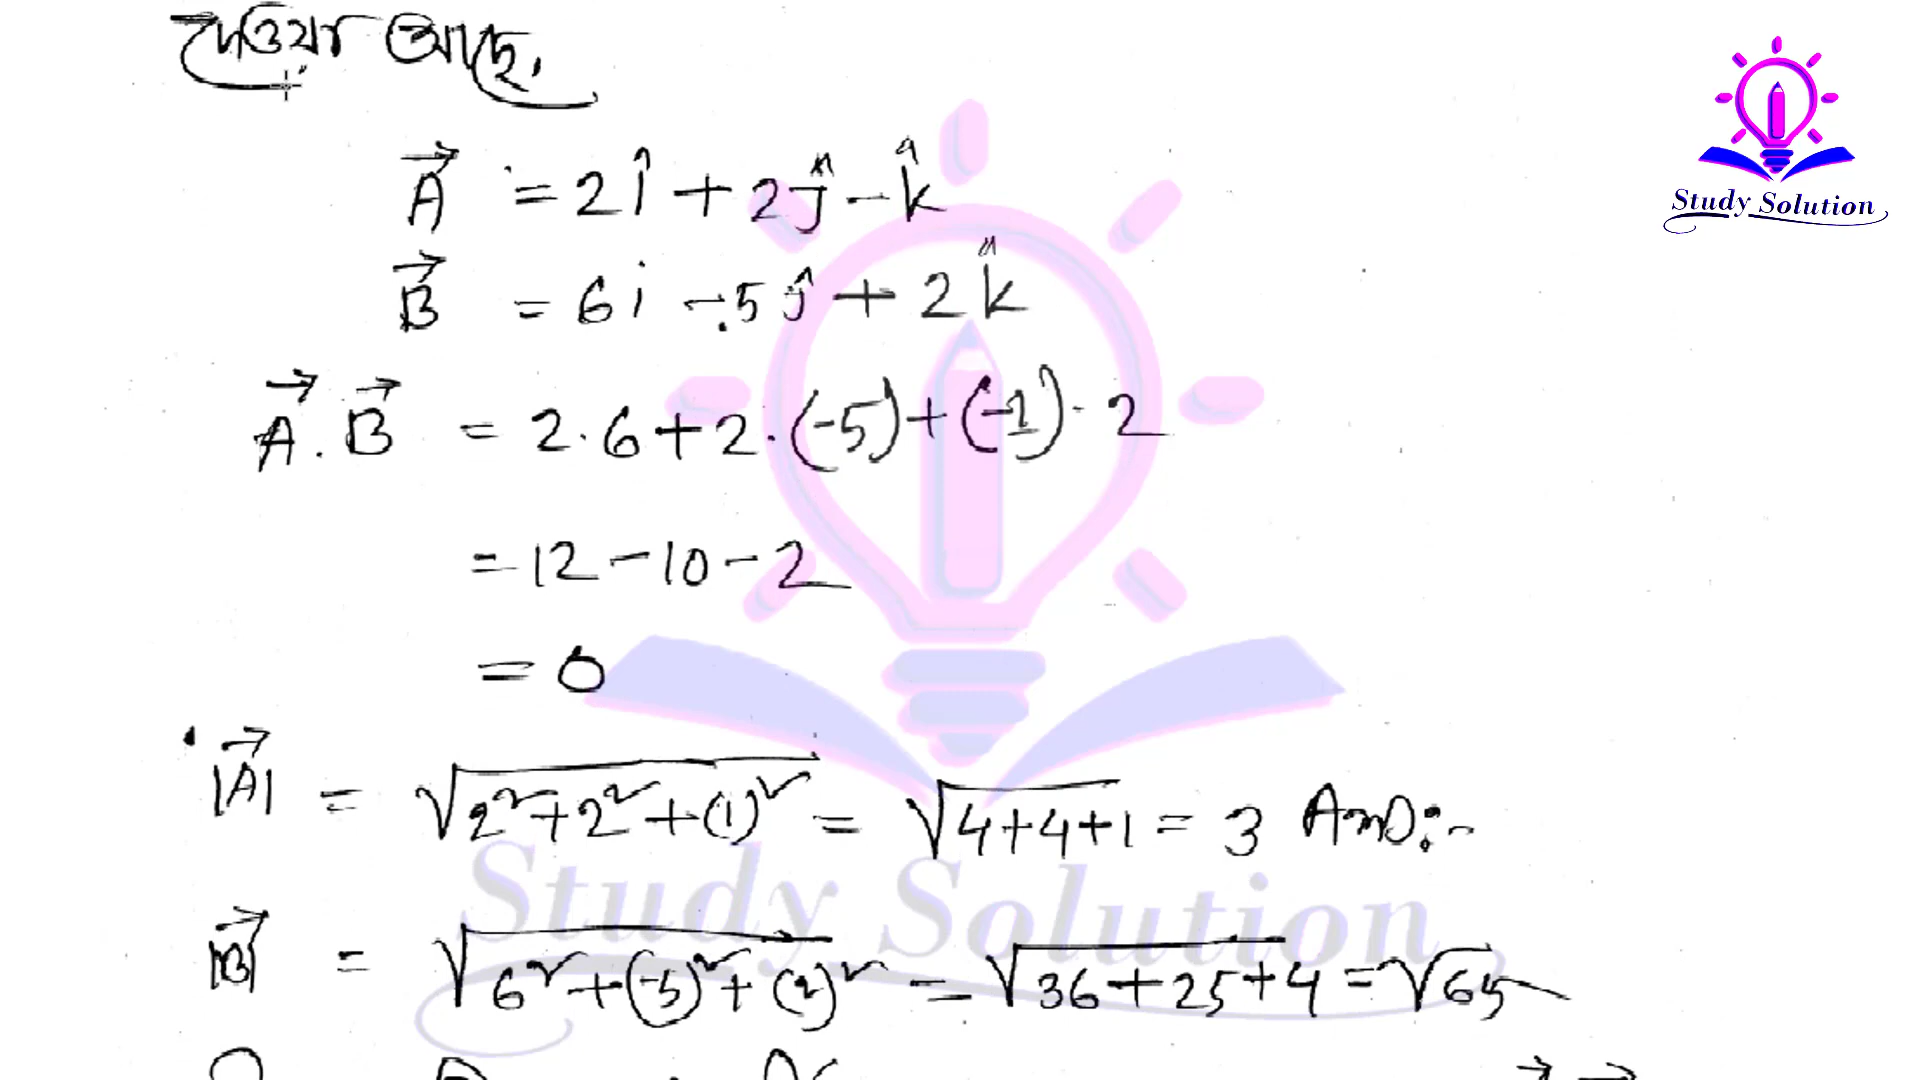 দেওয়া আছে,
Study Solution
A⃗ = 2î + 2ĵ - k̂
B⃗ = 6i - 5ĵ + 2k̂
A⃗ . B⃗ = 2.6 + 2.(-5) + (-1).2
= 12 - 10 - 2
= 0
|A⃗| = √(2² + 2² + (1)²) = √(4+4+1) = 3 Ans:-
|B⃗| = √(6² + (-5)² + (2)²) = √(36+25+4) = √65
Study Solution